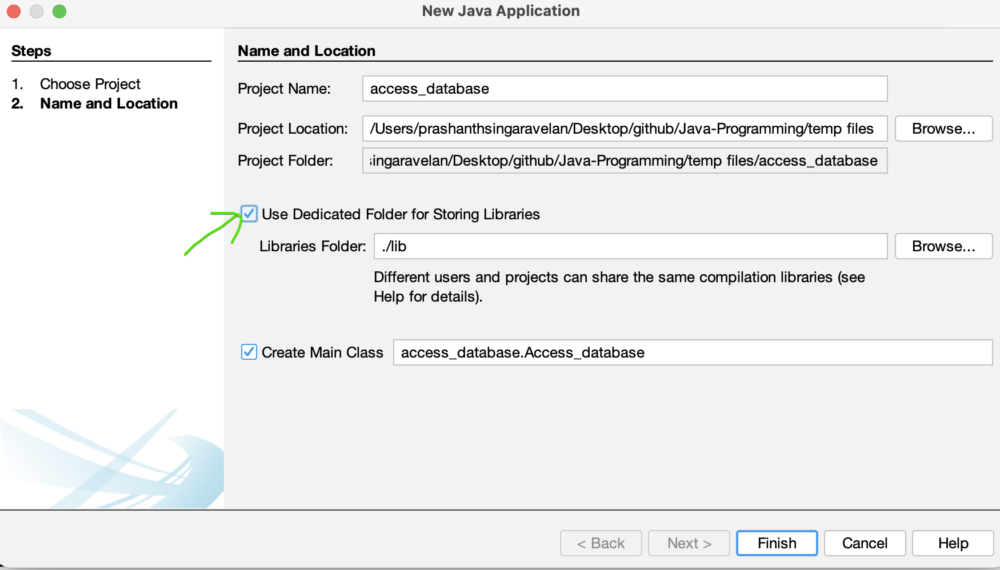 New Java Application
Steps
1. Choose Project
2. Name and Location
Name and Location
Project Name: access_database
Project Location: /Users/prashanthsingaravelan/Desktop/github/Java-Programming/temp files Browse...
Project Folder: singaravelan/Desktop/github/Java-Programming/temp files/access_database
Use Dedicated Folder for Storing Libraries
Libraries Folder: ./lib Browse...
Different users and projects can share the same compilation libraries (see
Help for details).
Create Main Class access_database.Access_database
< Back Next > Finish Cancel Help